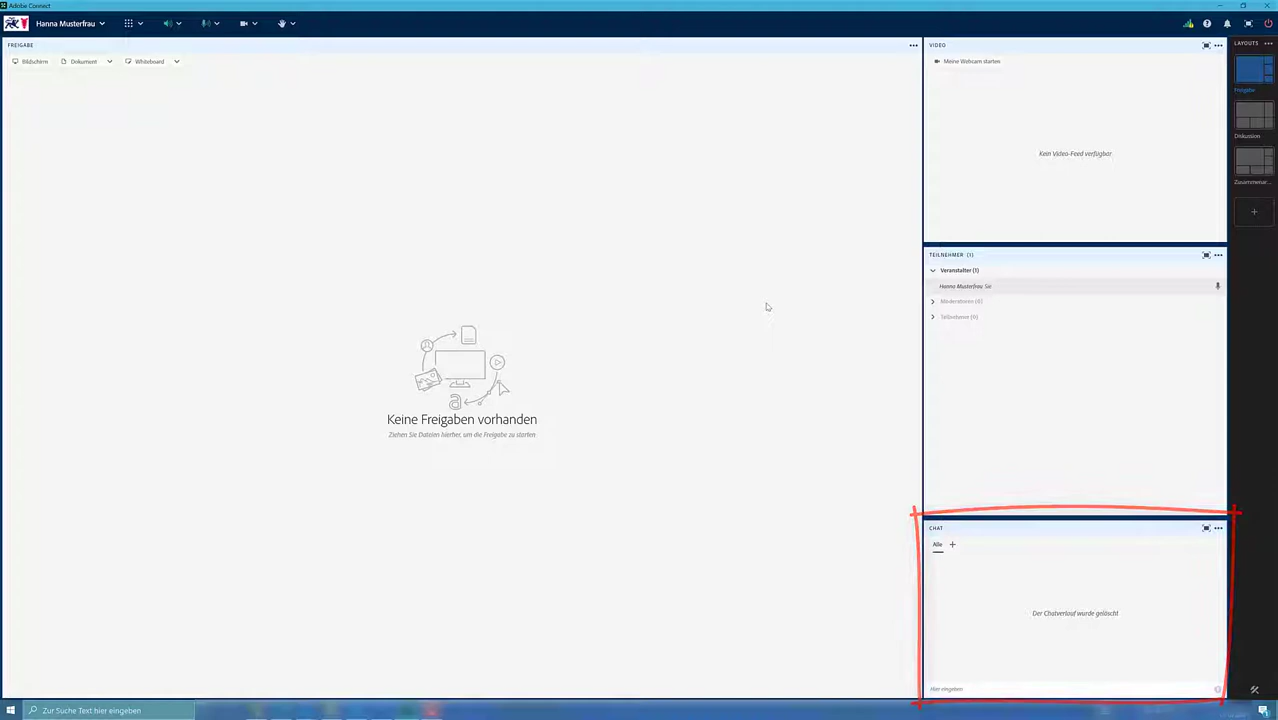 Adobe Connect
Hanna Musterfrau
FREIGABE
Bildschirm
Dokument
Whiteboard
Keine Freigaben vorhanden
Ziehen Sie Dateien hierher, um die Freigabe zu starten
VIDEO
Meine Webcam starten
Kein Video-Feed verfügbar
TEILNEHMER (1)
Veranstalter (1)
Hanna Musterfrau Sie
Moderatoren (0)
Teilnehmer (0)
CHAT
Alle
Der Chatverlauf wurde gelöscht
Hier eingeben
LAYOUTS
Freigabe
Diskussion
Zusammenar...
Zur Suche Text hier eingeben